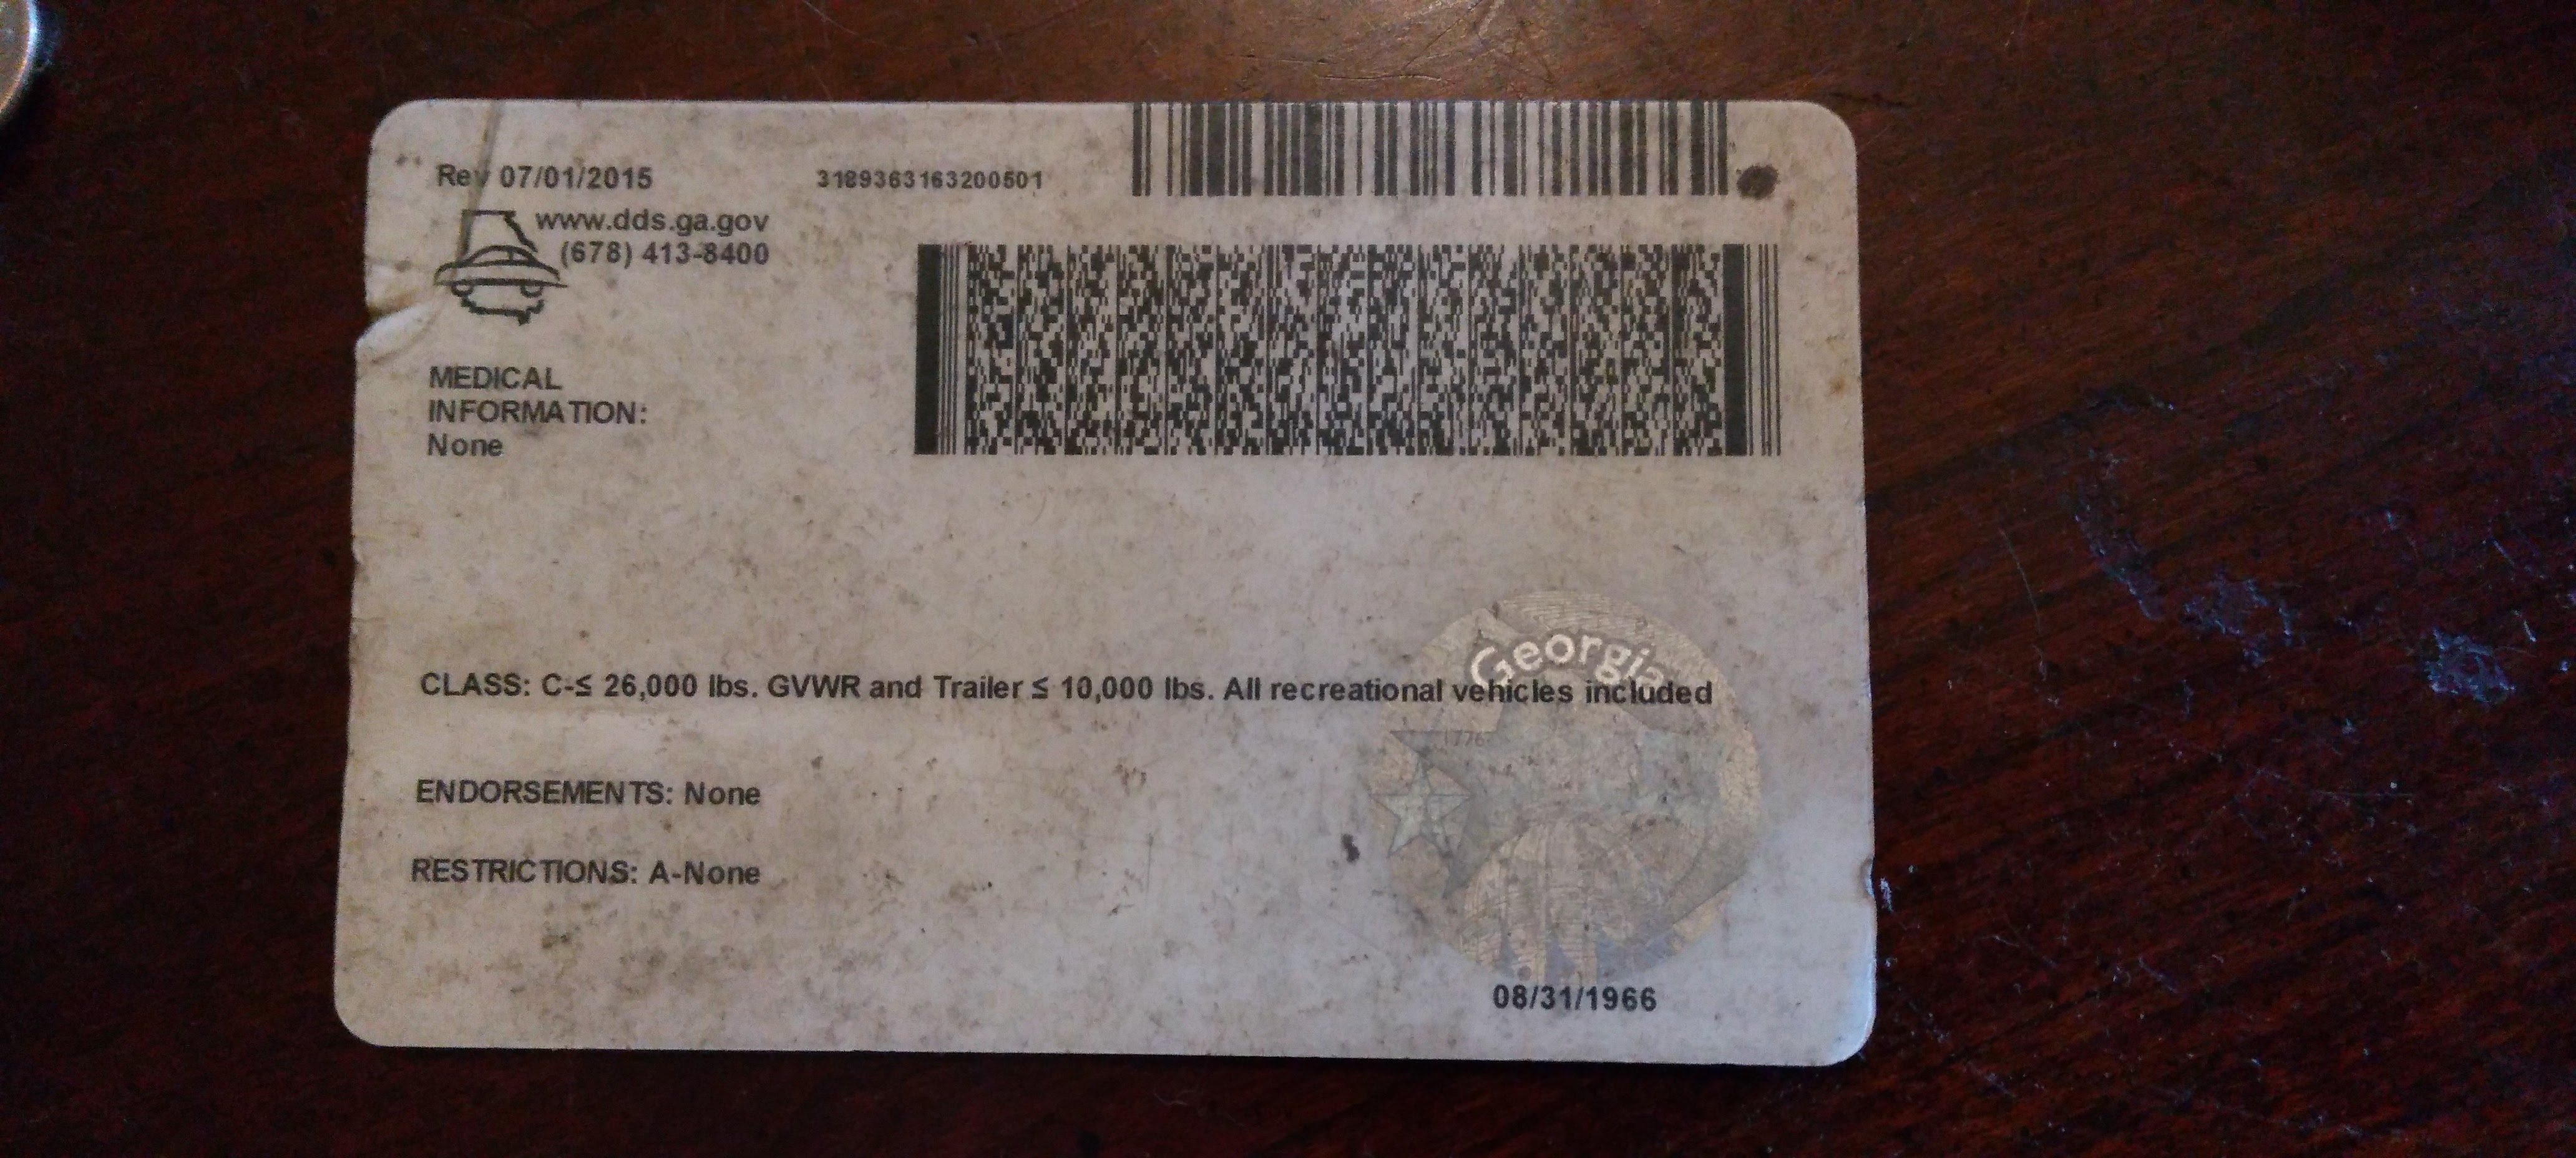 Rev 07/01/2015 3189363163200501
www.dds.ga.gov
(678) 413-8400
MEDICAL
INFORMATION:
None
Georgia
CLASS: C-≤ 26,000 lbs. GVWR and Trailer ≤ 10,000 lbs. All recreational vehicles included
1776
ENDORSEMENTS: None
RESTRICTIONS: A-None
08/31/1966